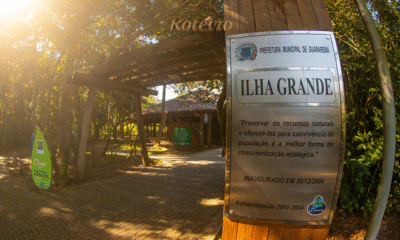 Roteiro
PREFEITURA MUNICIPAL DE GUARAREMA
ILHA GRANDE
"Preservar os recursos naturais
e oferecê-los para convivência da
população é a melhor forma de
conscientização ecológica."
INAUGURADO EM 30/12/2004
Administração 2001-2004